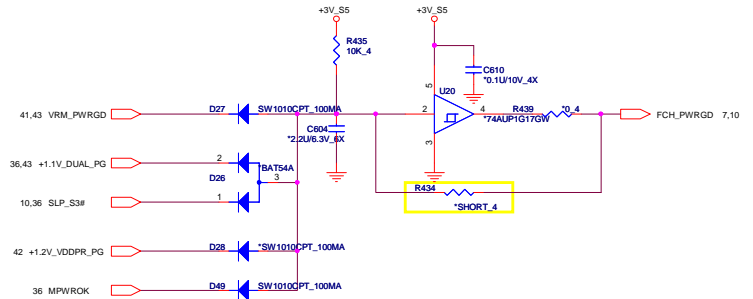 +3V_S5
+3V_S5
R435
10K_4
C610
*0.1U/10V_4X
5
U20
41,43 VRM_PWRGD
D27
SW1010CPT_100MA
2
4
R439
*0_4
FCH_PWRGD 7,10
C604
*2.2U/6.3V_6X
*74AUP1G17GW
3
36,43 +1.1V_DUAL_PG
2
*BAT54A
D26
3
R434
10,36 SLP_S3#
1
*SHORT_4
42 +1.2V_VDDPR_PG
D28
*SW1010CPT_100MA
36 MPWROK
D49
SW1010CPT_100MA